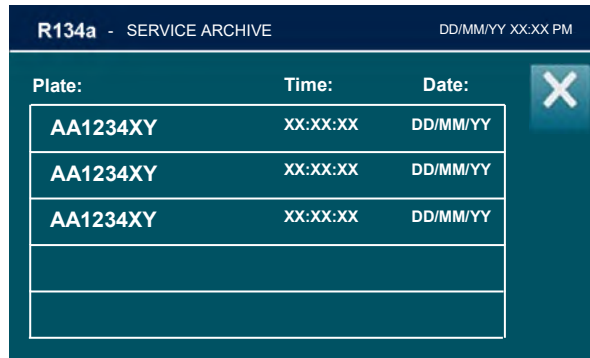 R134a - SERVICE ARCHIVE DD/MM/YY XX:XX PM
Plate: Time: Date:
AA1234XY XX:XX:XX DD/MM/YY
AA1234XY XX:XX:XX DD/MM/YY
AA1234XY XX:XX:XX DD/MM/YY